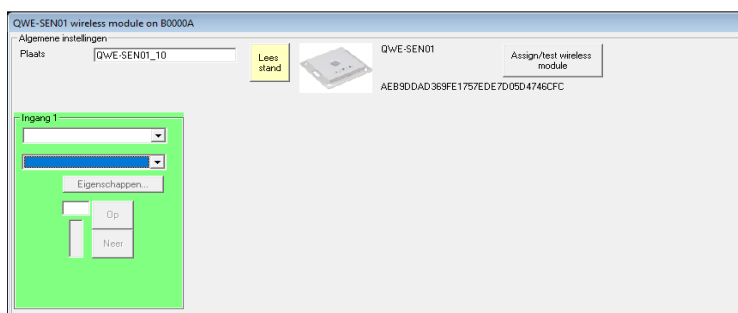 QWE-SEN01 wireless module on B0000A
Algemene instellingen
Plaats
QWE-SEN01_10
Lees
stand
QWE-SEN01
Assign/test wireless
module
AEB9DDAD369FE1757EDE7D05D4746CFC
Ingang 1
Eigenschappen...
Op
Neer